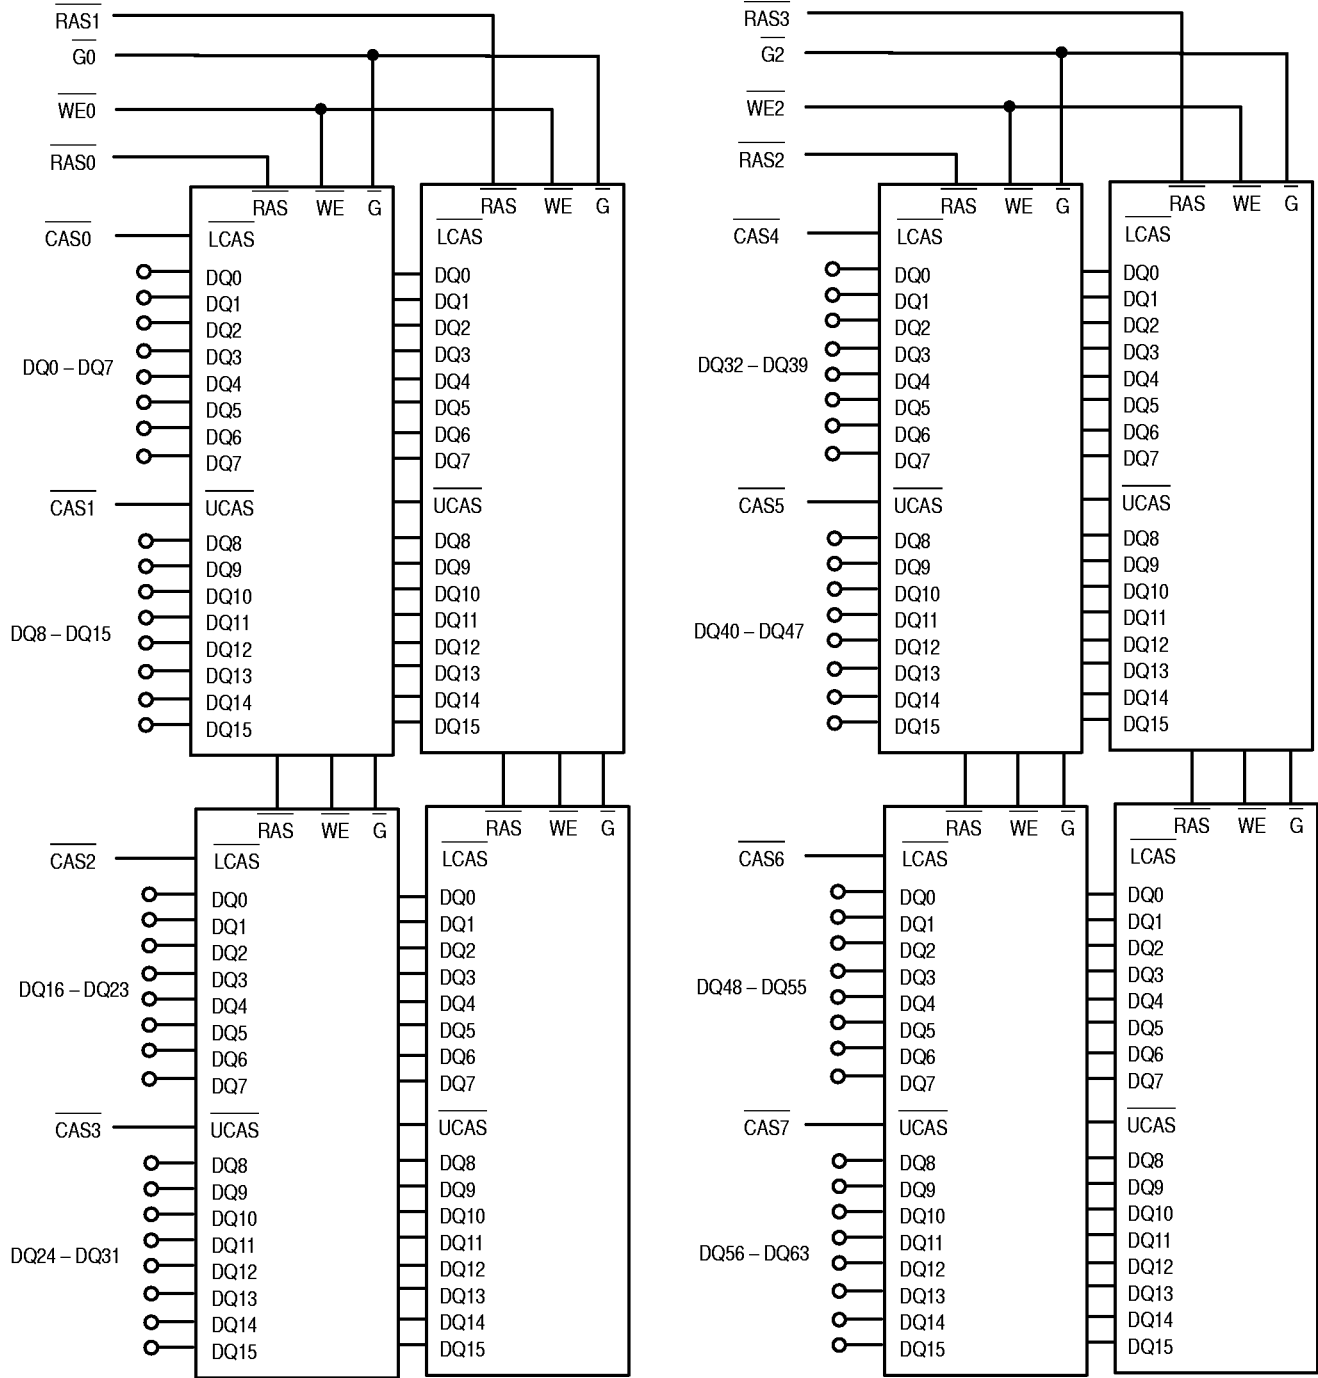 RAS1
G0
WE0
RAS0
RAS WE G
RAS WE G
CAS0
LCAS
LCAS
DQ0
DQ1
DQ2
DQ3
DQ4
DQ5
DQ6
DQ7
DQ0
DQ1
DQ2
DQ3
DQ4
DQ5
DQ6
DQ7
DQ0 – DQ7
CAS1
UCAS
UCAS
DQ8
DQ9
DQ10
DQ11
DQ12
DQ13
DQ14
DQ15
DQ8
DQ9
DQ10
DQ11
DQ12
DQ13
DQ14
DQ15
DQ8 – DQ15
RAS WE G
RAS WE G
CAS2
LCAS
LCAS
DQ0
DQ1
DQ2
DQ3
DQ4
DQ5
DQ6
DQ7
DQ0
DQ1
DQ2
DQ3
DQ4
DQ5
DQ6
DQ7
DQ16 – DQ23
CAS3
UCAS
UCAS
DQ8
DQ9
DQ10
DQ11
DQ12
DQ13
DQ14
DQ15
DQ8
DQ9
DQ10
DQ11
DQ12
DQ13
DQ14
DQ15
DQ24 – DQ31
RAS3
G2
WE2
RAS2
RAS WE G
RAS WE G
CAS4
LCAS
LCAS
DQ0
DQ1
DQ2
DQ3
DQ4
DQ5
DQ6
DQ7
DQ0
DQ1
DQ2
DQ3
DQ4
DQ5
DQ6
DQ7
DQ32 – DQ39
CAS5
UCAS
UCAS
DQ8
DQ9
DQ10
DQ11
DQ12
DQ13
DQ14
DQ15
DQ8
DQ9
DQ10
DQ11
DQ12
DQ13
DQ14
DQ15
DQ40 – DQ47
RAS WE G
RAS WE G
CAS6
LCAS
LCAS
DQ0
DQ1
DQ2
DQ3
DQ4
DQ5
DQ6
DQ7
DQ0
DQ1
DQ2
DQ3
DQ4
DQ5
DQ6
DQ7
DQ48 – DQ55
CAS7
UCAS
UCAS
DQ8
DQ9
DQ10
DQ11
DQ12
DQ13
DQ14
DQ15
DQ8
DQ9
DQ10
DQ11
DQ12
DQ13
DQ14
DQ15
DQ56 – DQ63